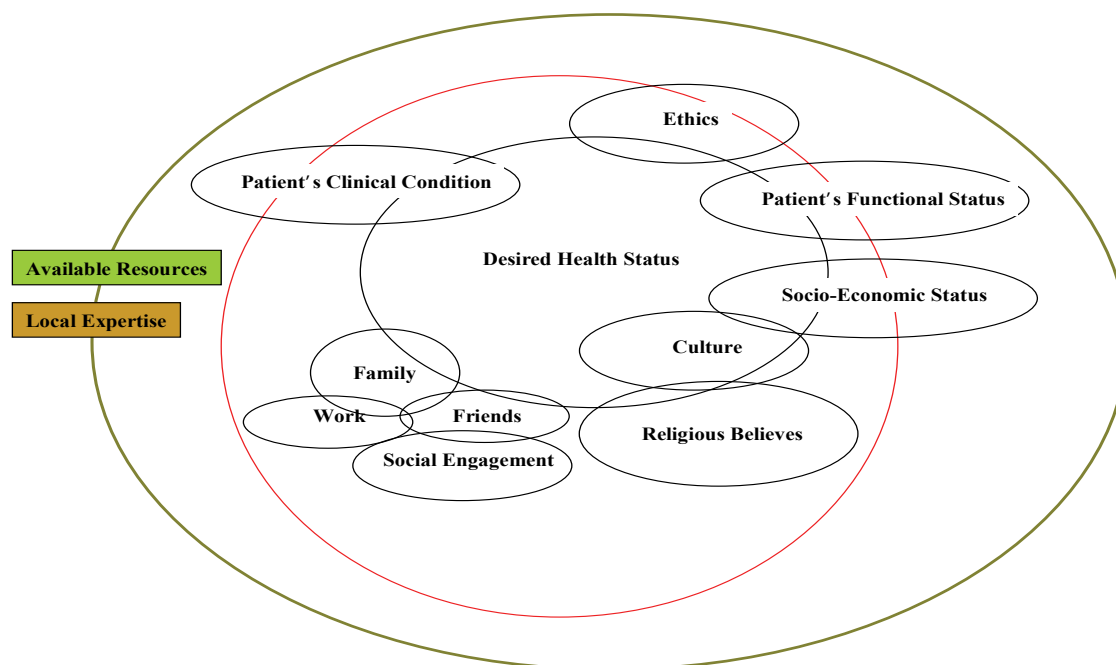 Ethics
Patient's Clinical Condition
Patient's Functional Status
Desired Health Status
Available Resources
Socio-Economic Status
Local Expertise
Culture
Family
Work
Friends
Religious Believes
Social Engagement